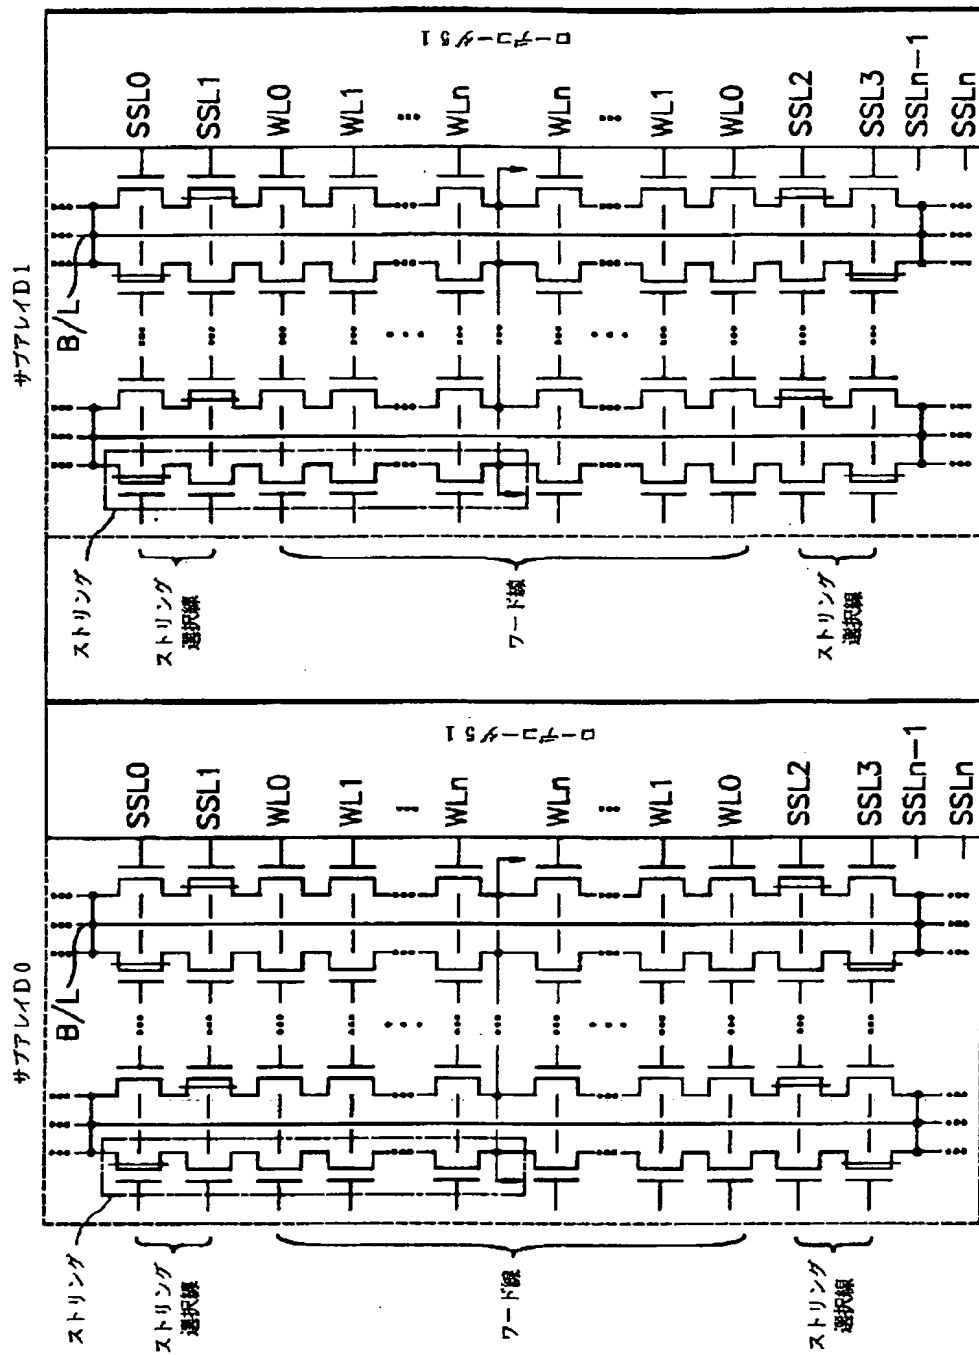 サブアレイD1
B/L
ストリング
ストリング
選択線
ワード線
ストリング
選択線
ローデコーダ51
SSL0
SSL1
WL0
WL1
WLn
WLn
WL1
WL0
SSL2
SSL3
SSLn-1
SSLn
サブアレイD0
B/L
ストリング
ストリング
選択線
ワード線
ストリング
選択線
ローデコーダ51
SSL0
SSL1
WL0
WL1
WLn
WLn
WL1
WL0
SSL2
SSL3
SSLn-1
SSLn